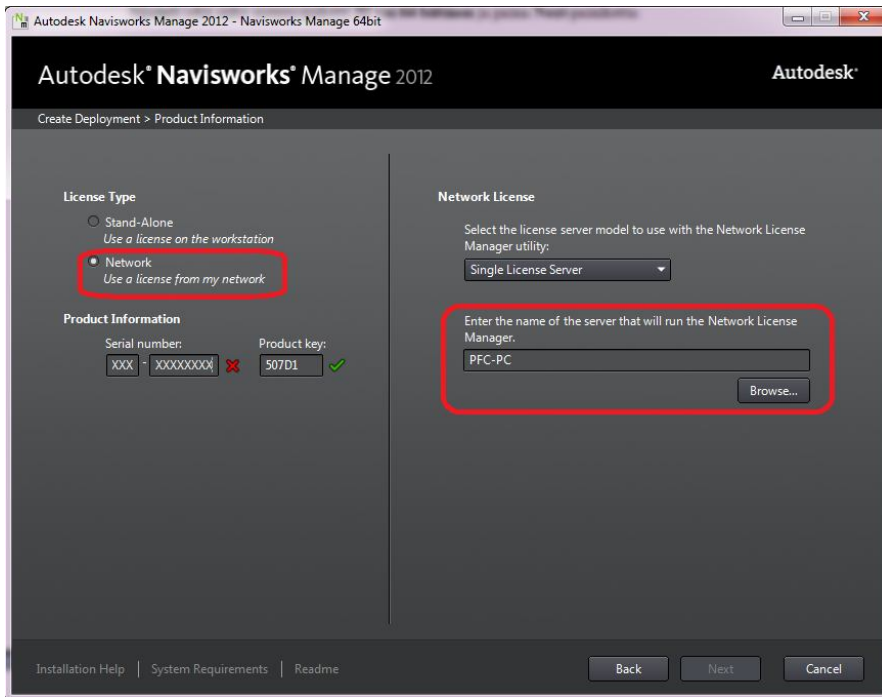 Autodesk Navisworks Manage 2012 - Navisworks Manage 64bit
Autodesk® Navisworks® Manage 2012
Autodesk®
Create Deployment > Product Information
License Type
Stand-Alone
Use a license on the workstation
Network
Use a license from my network
Product Information
Serial number: Product key:
XXX - XXXXXXXX 507D1
Network License
Select the license server model to use with the Network License
Manager utility:
Single License Server
Enter the name of the server that will run the Network License
Manager.
PFC-PC
Browse...
Installation Help | System Requirements | Readme
Back Next Cancel